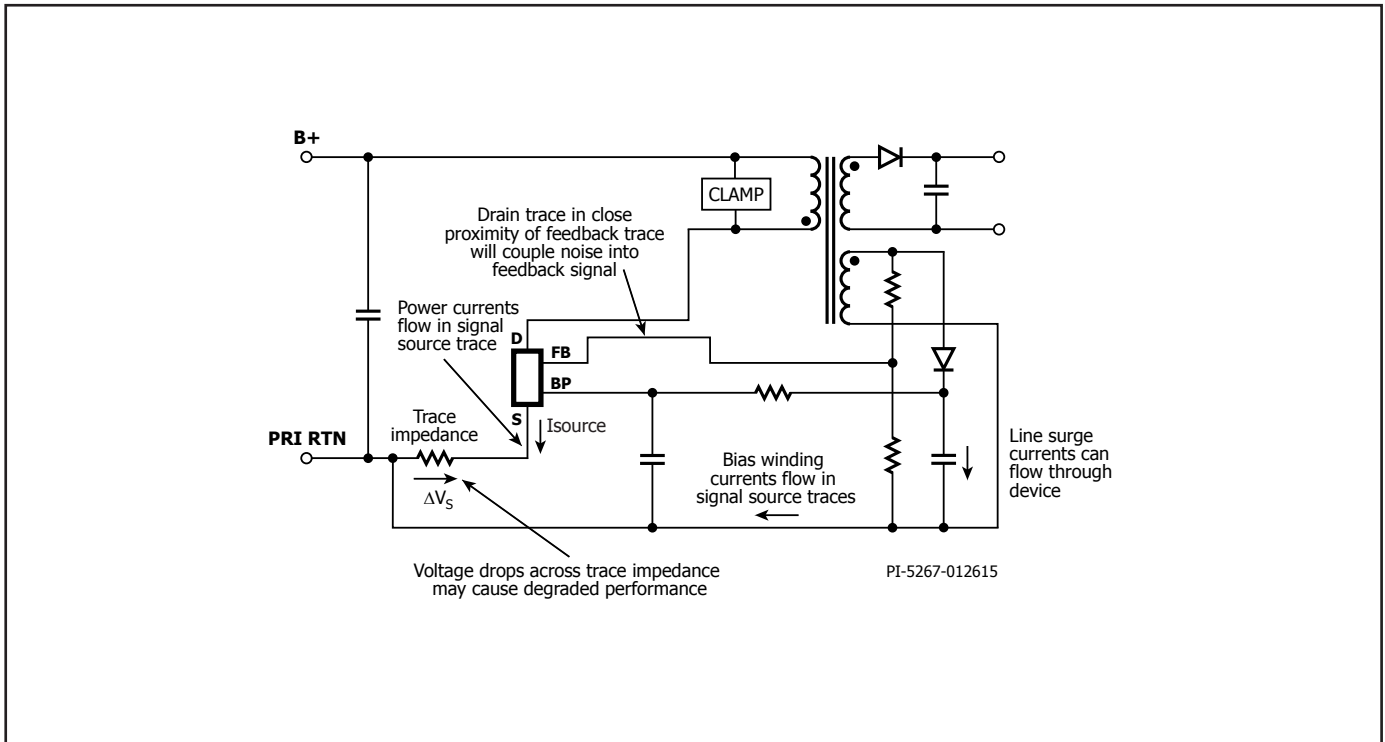 B+
CLAMP
Drain trace in close
proximity of feedback trace
will couple noise into
feedback signal
Power currents
flow in signal
source trace
D
FB
BP
S
Isource
Trace
impedance
PRI RTN
ΔVS
Bias winding
currents flow in
signal source traces
Line surge
currents can
flow through
device
Voltage drops across trace impedance
may cause degraded performance
PI-5267-012615